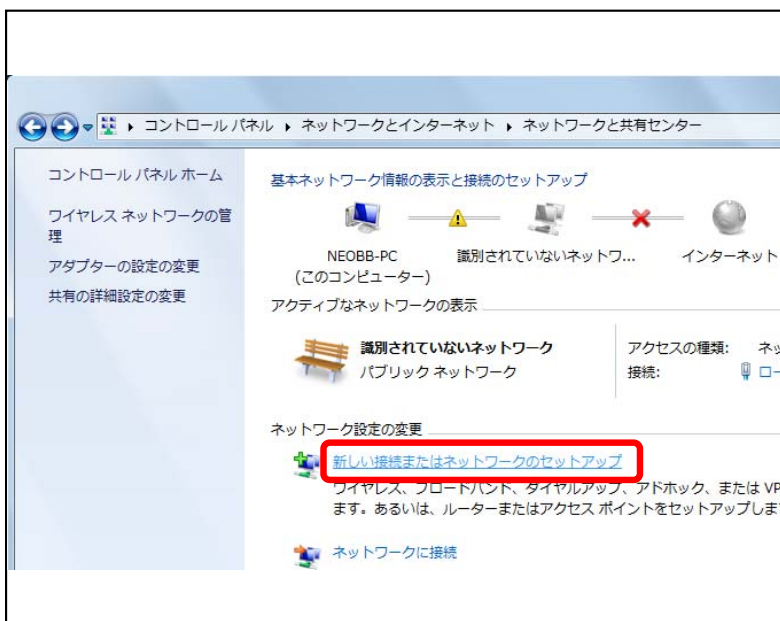 コントロール パネル ▸ ネットワークとインターネット ▸ ネットワークと共有センター
コントロール パネル ホーム
ワイヤレス ネットワークの管
理
アダプターの設定の変更
共有の詳細設定の変更
基本ネットワーク情報の表示と接続のセットアップ
NEOBB-PC
(このコンピューター)
識別されていないネットワ...
インターネット
アクティブなネットワークの表示
識別されていないネットワーク
パブリック ネットワーク
アクセスの種類: ネッ
接続: ロー
ネットワーク設定の変更
新しい接続またはネットワークのセットアップ
ワイヤレス、ブロードバンド、ダイヤルアップ、アドホック、または VP
ます。あるいは、ルーターまたはアクセス ポイントをセットアップしま
ネットワークに接続